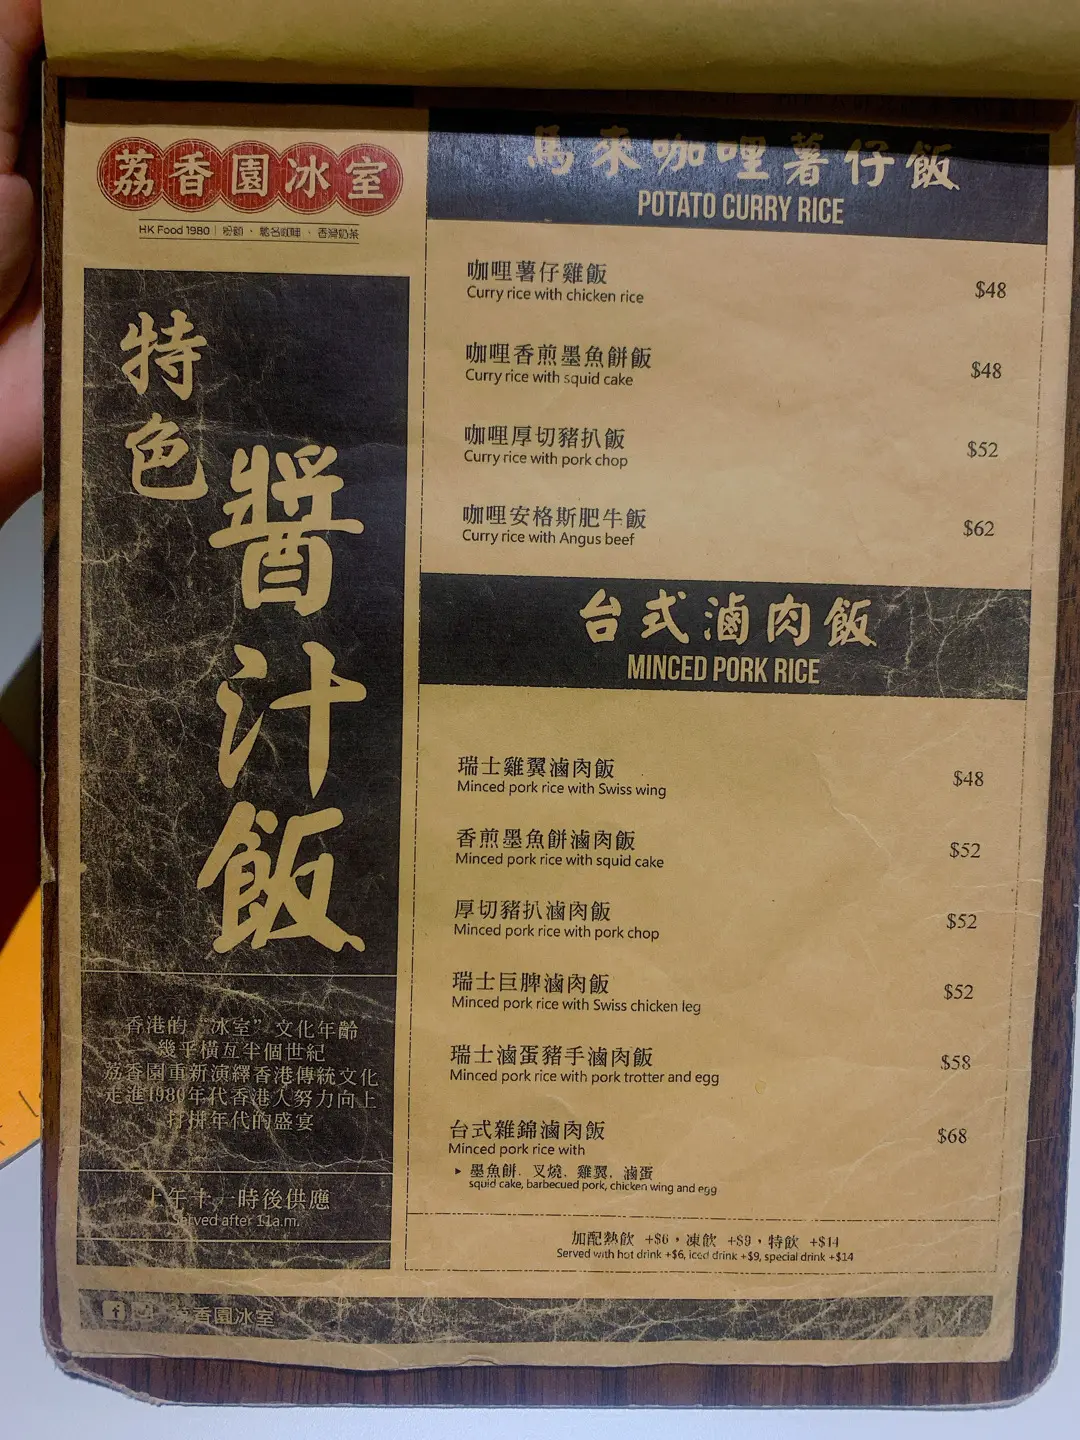 荔香園冰室
HK Food 1980 | 粉麵・馳名咖喱・香滑奶茶
特色
醬汁飯
香港的“冰室”文化年齡
幾乎橫亙半個世紀
荔香園重新演繹香港傳統文化
走進1980年代香港人努力向上
打拼年代的盛宴
上午十一時後供應
Served after 11a.m.
馬來咖哩薯仔飯
POTATO CURRY RICE
咖哩薯仔雞飯 $48
Curry rice with chicken rice
咖哩香煎墨魚餅飯 $48
Curry rice with squid cake
咖哩厚切豬扒飯 $52
Curry rice with pork chop
咖哩安格斯肥牛飯 $62
Curry rice with Angus beef
台式滷肉飯
MINCED PORK RICE
瑞士雞翼滷肉飯 $48
Minced pork rice with Swiss wing
香煎墨魚餅滷肉飯 $52
Minced pork rice with squid cake
厚切豬扒滷肉飯 $52
Minced pork rice with pork chop
瑞士巨脾滷肉飯 $52
Minced pork rice with Swiss chicken leg
瑞士滷蛋豬手滷肉飯 $58
Minced pork rice with pork trotter and egg
台式雜錦滷肉飯 $68
Minced pork rice with
▸ 墨魚餅、叉燒、雞翼、滷蛋
squid cake, barbecued pork, chicken wing and egg
加配熱飲 +$6，凍飲 +$9，特飲 +$14
Served with hot drink +$6, iced drink +$9, special drink +$14
荔香園冰室